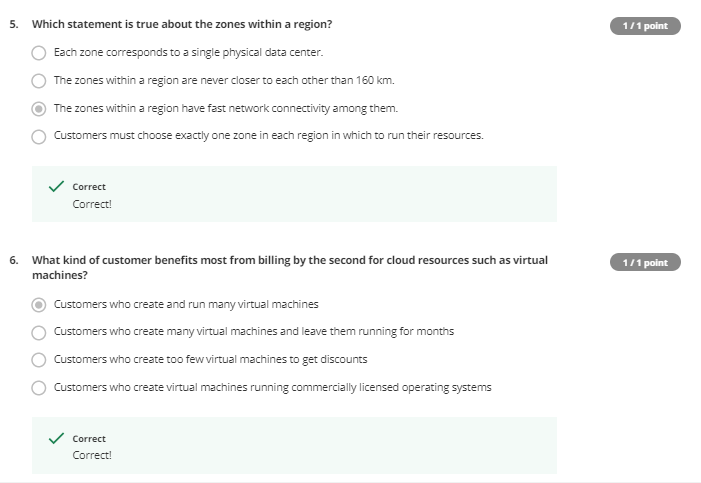 5. Which statement is true about the zones within a region?
1 / 1 point
Each zone corresponds to a single physical data center.
The zones within a region are never closer to each other than 160 km.
The zones within a region have fast network connectivity among them.
Customers must choose exactly one zone in each region in which to run their resources.
Correct
Correct!
6. What kind of customer benefits most from billing by the second for cloud resources such as virtual
machines?
1 / 1 point
Customers who create and run many virtual machines
Customers who create many virtual machines and leave them running for months
Customers who create too few virtual machines to get discounts
Customers who create virtual machines running commercially licensed operating systems
Correct
Correct!